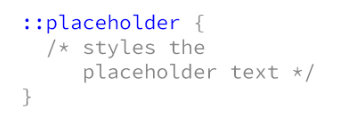 ::placeholder {
  /* styles the
     placeholder text */
}